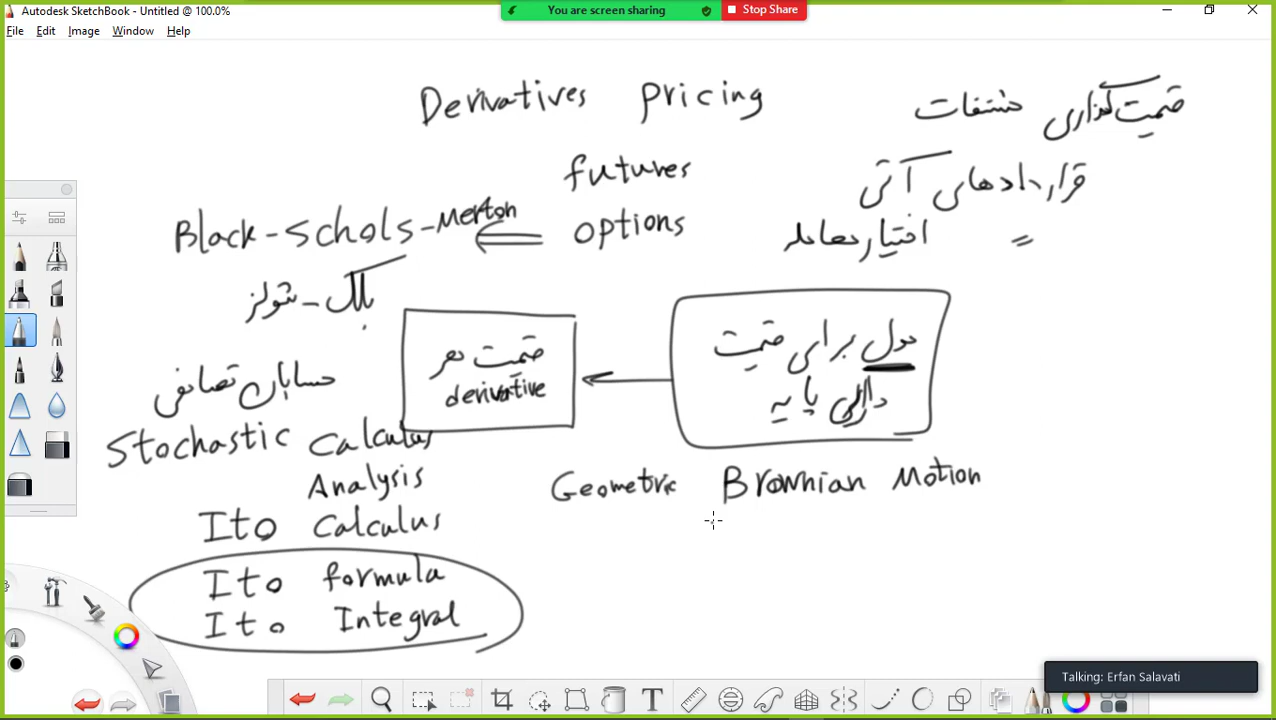 Autodesk SketchBook - Untitled @ 100.0%
You are screen sharing
Stop Share
File Edit Image Window Help
Derivatives pricing
قیمت‌گذاری مشتقات
futures
قراردادهای آتی
options
اختیار معامله
=
Black-Schols-Merton
بلک-شولز
مدل برای قیمت
دارایی پایه
قیمت هر
derivative
حسابان تصادفی
Stochastic Calculus
Analysis
Geometric Brownian Motion
Ito Calculus
Ito formula
Ito Integral
Talking: Erfan Salavati